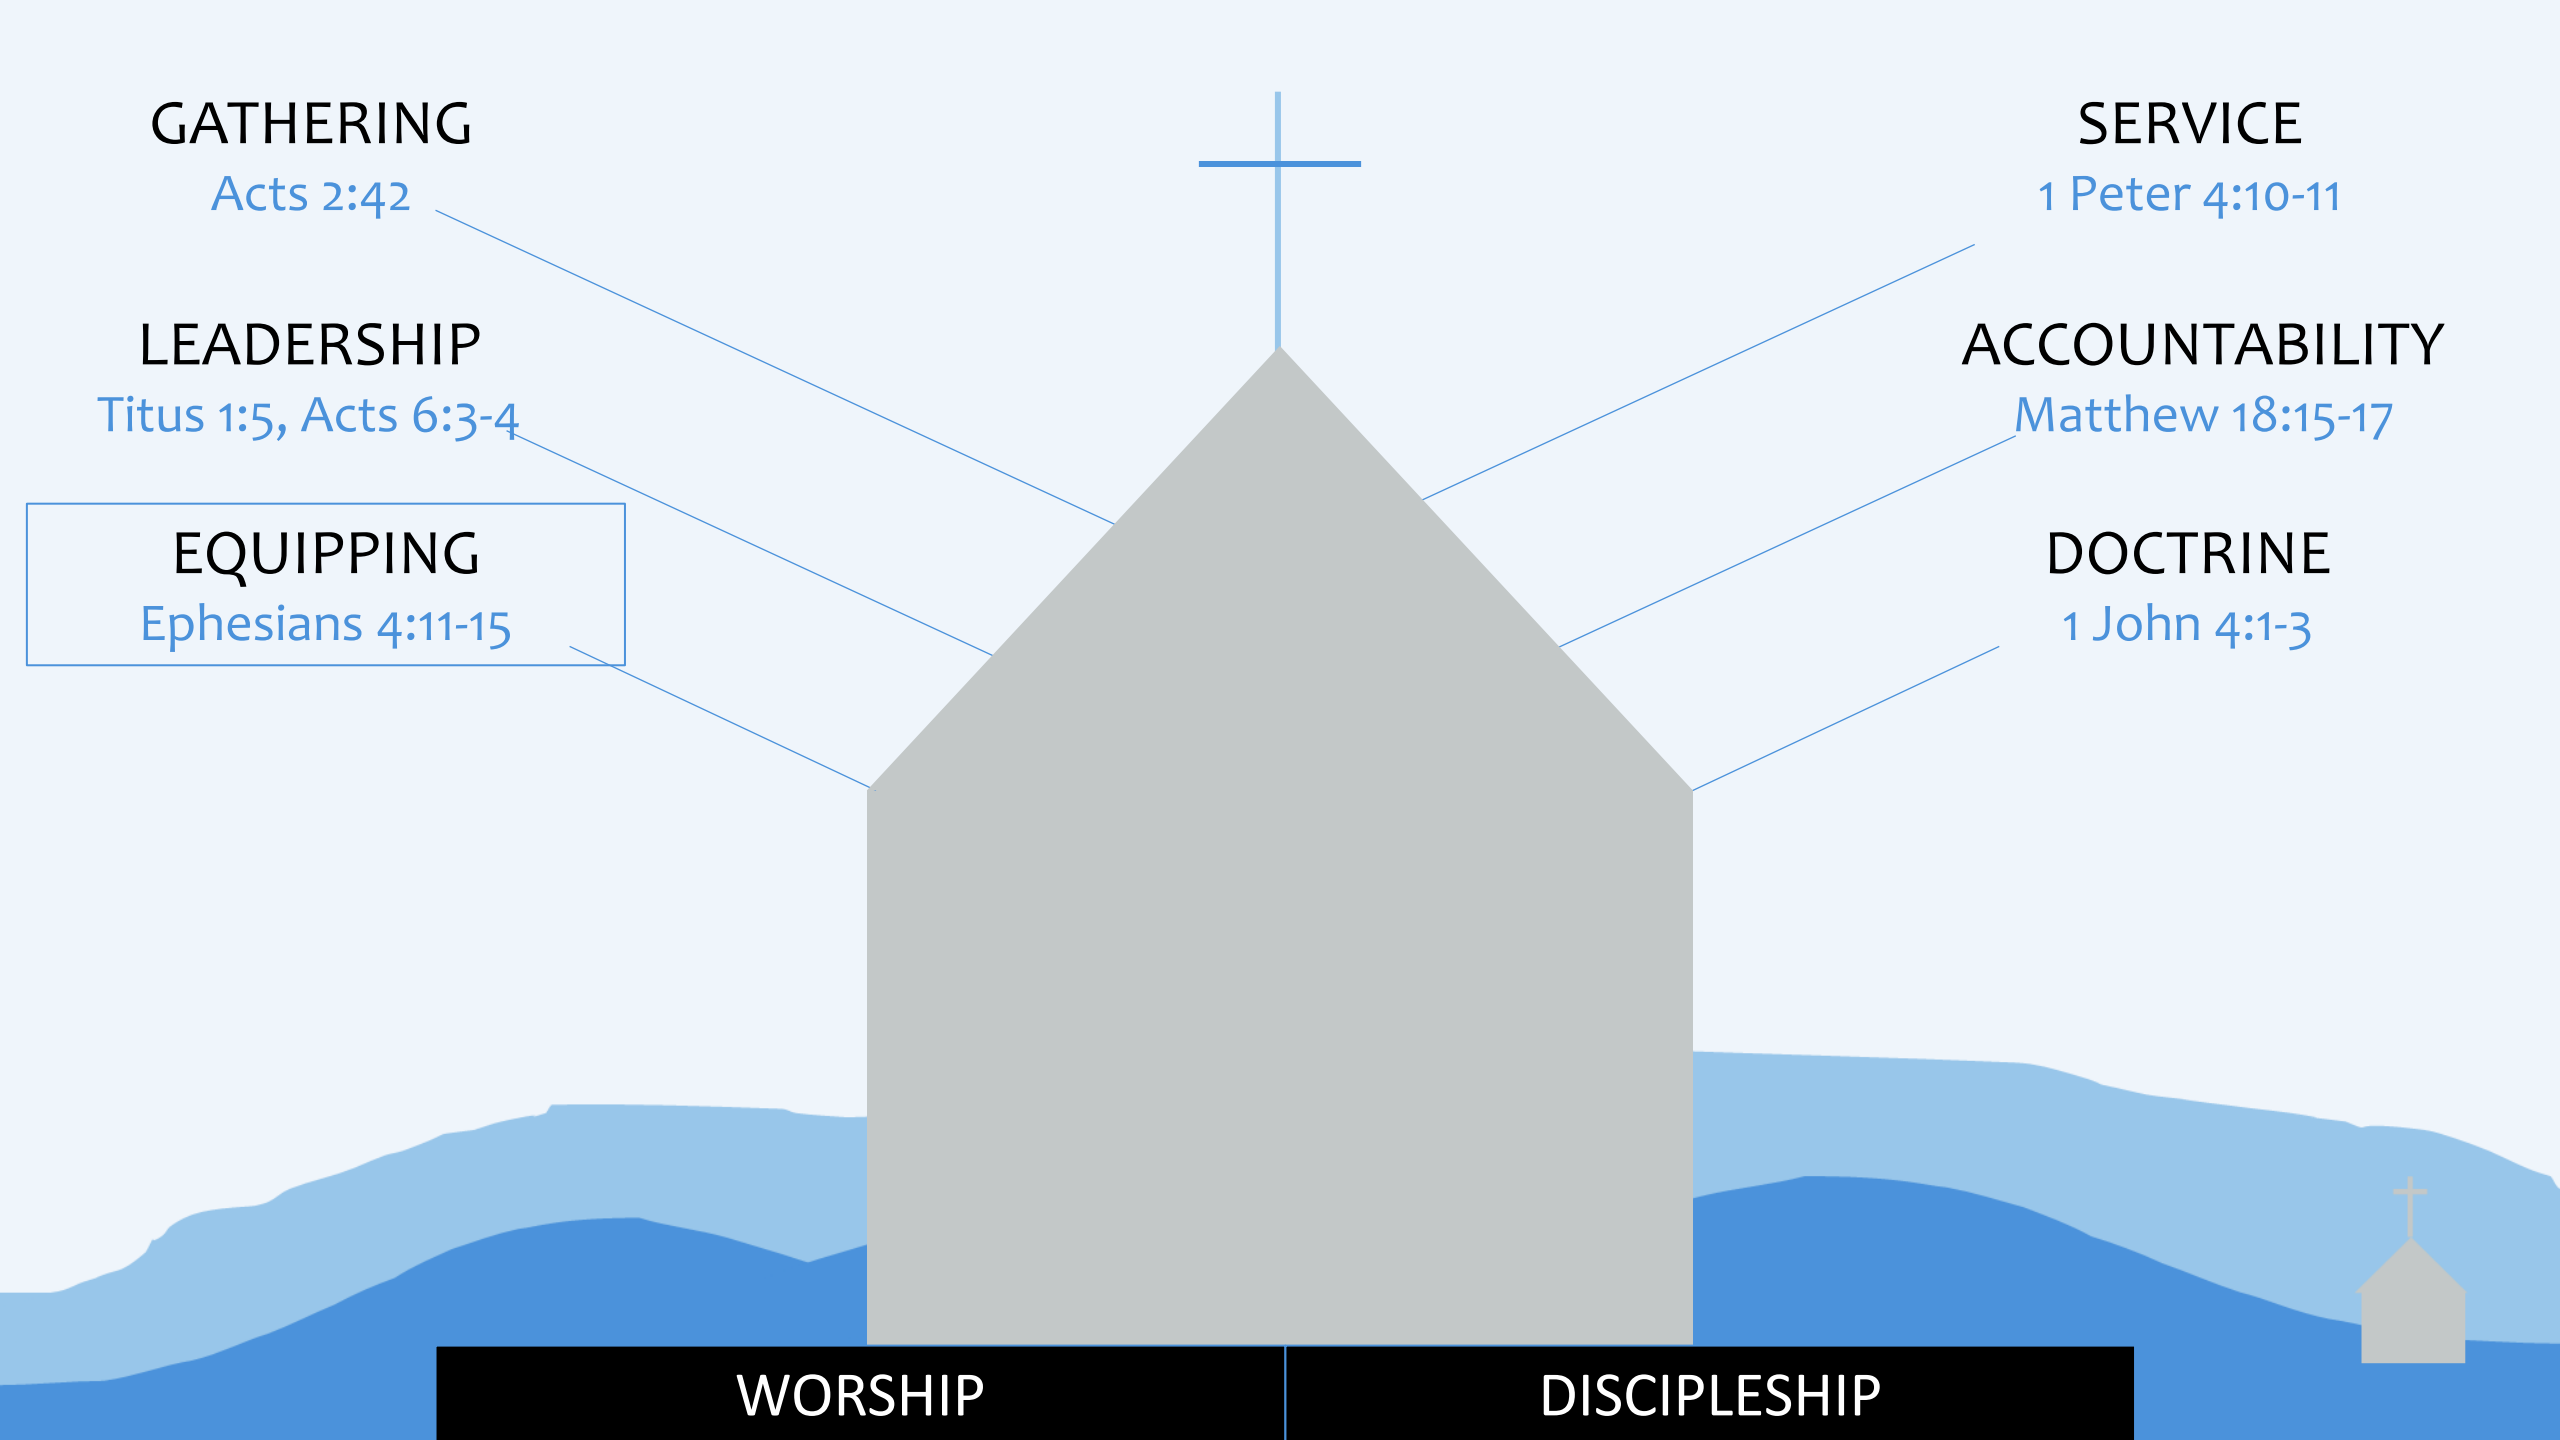 GATHERING
Acts 2:42
LEADERSHIP
Titus 1:5, Acts 6:3-4
EQUIPPING
Ephesians 4:11-15
SERVICE
1 Peter 4:10-11
ACCOUNTABILITY
Matthew 18:15-17
DOCTRINE
1 John 4:1-3
WORSHIP
DISCIPLESHIP